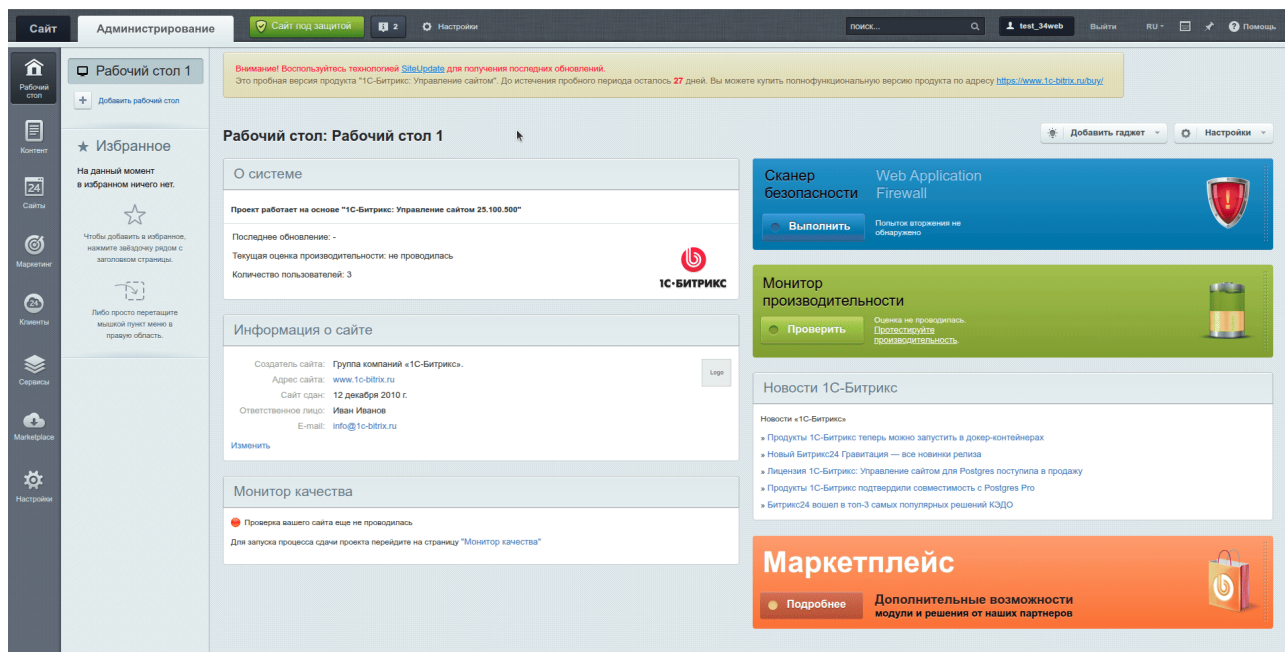 Сайт
Администрирование
Сайт под защитой
2
Настройки
поиск...
test_34web
Выйти
RU
Помощь
Рабочий стол
Контент
24
Сайты
Маркетинг
24
Клиенты
Сервисы
Marketplace
Настройки
Рабочий стол 1
Добавить рабочий стол
Избранное
На данный момент
в избранном ничего нет.
Чтобы добавить в избранное,
нажмите звёздочку рядом с
заголовком страницы.
Либо просто перетащите
мышкой пункт меню в
правую область.
Внимание! Воспользуйтесь технологией SiteUpdate для получения последних обновлений.
Это пробная версия продукта "1С-Битрикс: Управление сайтом". До истечения пробного периода осталось 27 дней. Вы можете купить полнофункциональную версию продукта по адресу https://www.1c-bitrix.ru/buy/
Рабочий стол: Рабочий стол 1
Добавить гаджет
Настройки
О системе
Проект работает на основе "1С-Битрикс: Управление сайтом 25.100.500"
Последнее обновление: -
Текущая оценка производительности: не проводилась
Количество пользователей: 3
1С·БИТРИКС
Информация о сайте
Создатель сайта: Группа компаний «1С-Битрикс».
Адрес сайта: www.1c-bitrix.ru
Сайт сдан: 12 декабря 2010 г.
Ответственное лицо: Иван Иванов
E-mail: info@1c-bitrix.ru
Logo
Изменить
Монитор качества
Проверка вашего сайта еще не проводилась
Для запуска процесса сдачи проекта перейдите на страницу "Монитор качества"
Сканер
безопасности
Web Application
Firewall
Выполнить
Попыток вторжения не
обнаружено
Монитор
производительности
Проверить
Оценка не проводилась.
Протестируйте
производительность.
Новости 1С-Битрикс
Новости «1С-Битрикс»
» Продукты 1С-Битрикс теперь можно запустить в докер-контейнерах
» Новый Битрикс24 Гравитация — все новинки релиза
» Лицензия 1С-Битрикс: Управление сайтом для Postgres поступила в продажу
» Продукты 1С-Битрикс подтвердили совместимость с Postgres Pro
» Битрикс24 вошел в топ-3 самых популярных решений КЭДО
Маркетплейс
Подробнее
Дополнительные возможности
модули и решения от наших партнеров